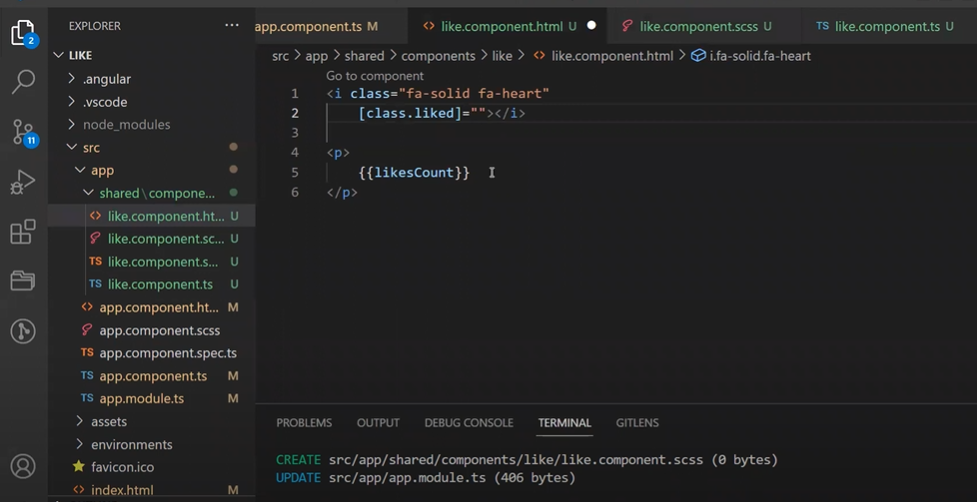 EXPLORER ...
LIKE
.angular
.vscode
node_modules
src
app
shared\compone...
like.component.ht... U
like.component.sc... U
TS like.component.s... U
TS like.component.ts U
app.component.ht... M
app.component.scss
TS app.component.spec.ts
TS app.component.ts M
TS app.module.ts M
assets
environments
favicon.ico
index.html M
2
11
app.component.ts M
like.component.html U
like.component.scss U
TS like.component.ts U
src > app > shared > components > like > like.component.html > i.fa-solid.fa-heart
Go to component
1 <i class="fa-solid fa-heart"
2 [class.liked]=""></i>
3
4 <p>
5 {{likesCount}}
6 </p>
PROBLEMS OUTPUT DEBUG CONSOLE TERMINAL GITLENS
CREATE src/app/shared/components/like/like.component.scss (0 bytes)
UPDATE src/app/app.module.ts (406 bytes)